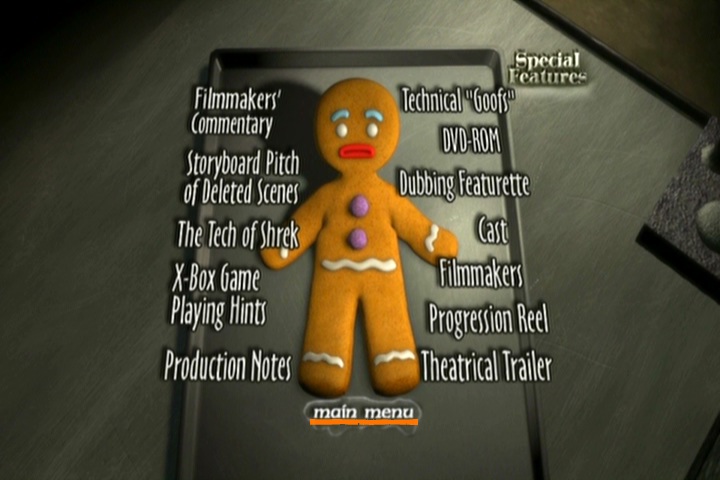 Special
Features
Filmmakers'
Commentary
Storyboard Pitch
of Deleted Scenes
The Tech of Shrek
X-Box Game
Playing Hints
Production Notes
Technical "Goofs"
DVD-ROM
Dubbing Featurette
Cast
Filmmakers
Progression Reel
Theatrical Trailer
main menu